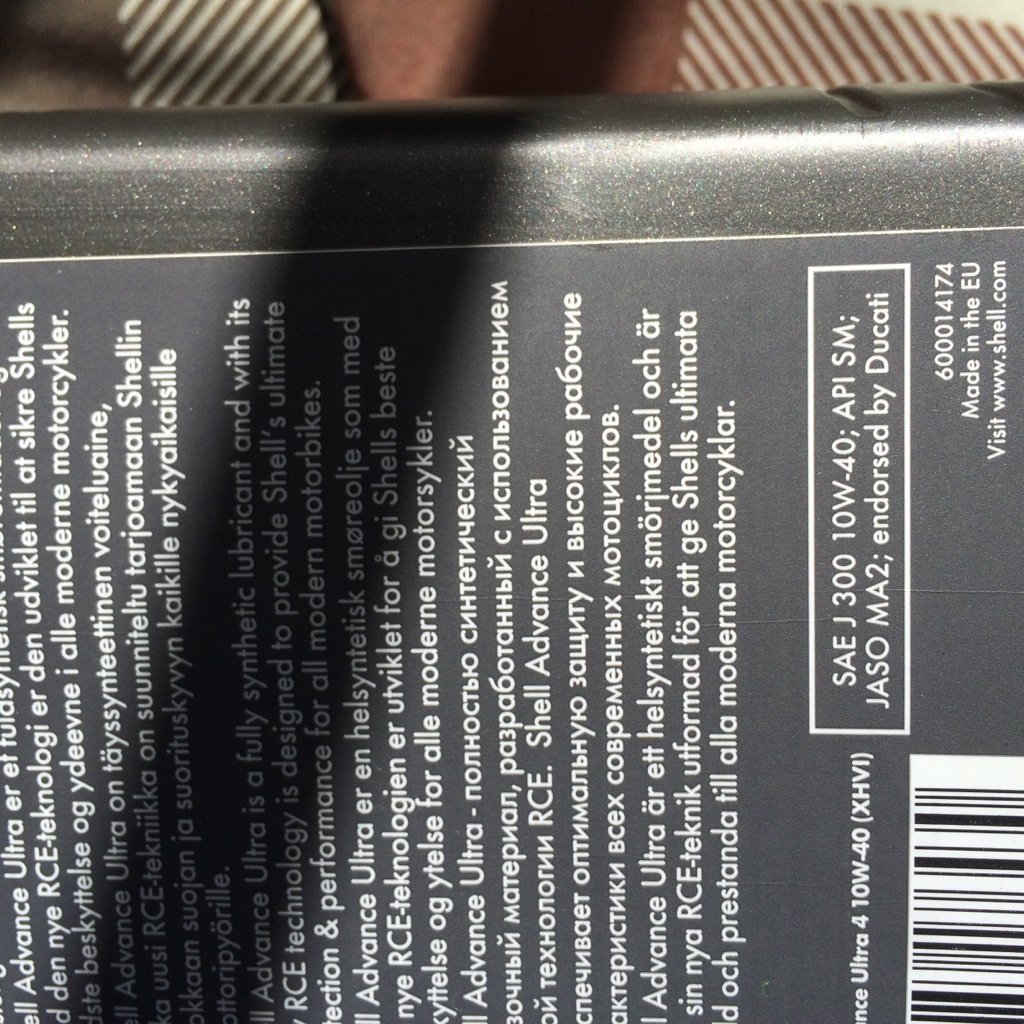 ll Advance Ultra er et fuldsyntetisk
d den nye RCE-teknologi er den udviklet til at sikre Shells
dste beskyttelse og ydeevne i alle moderne motorcykler.
ell Advance Ultra on täyssynteettinen voiteluaine,
ka uusi RCE-tekniikka on suunniteltu tarjoamaan Shellin
okkaan suojan ja suorituskyvyn kaikille nykyaikaisille
ottoripyörille.
ll Advance Ultra is a fully synthetic lubricant and with its
RCE technology is designed to provide Shell's ultimate
tection & performance for all modern motorbikes.
ll Advance Ultra er en helsyntetisk smøreolje som med
nye RCE-teknologien er utviklet for å gi Shells beste
kyttelse og ytelse for alle moderne motorsykler.
ll Advance Ultra - полностью синтетический
зочный материал, разработанный с использованием
ой технологии RCE. Shell Advance Ultra
спечивает оптимальную защиту и высокие рабочие
актеристики всех современных мотоциклов.
l Advance Ultra är ett helsyntetiskt smörjmedel och är
sin nya RCE-teknik utformad för att ge Shells ultimata
ld och prestanda till alla moderna motorcyklar.
SAE J 300 10W-40; API SM;
JASO MA2; endorsed by Ducati
ance Ultra 4 10W-40 (XHVI)
600014174
Made in the EU
Visit www.shell.com